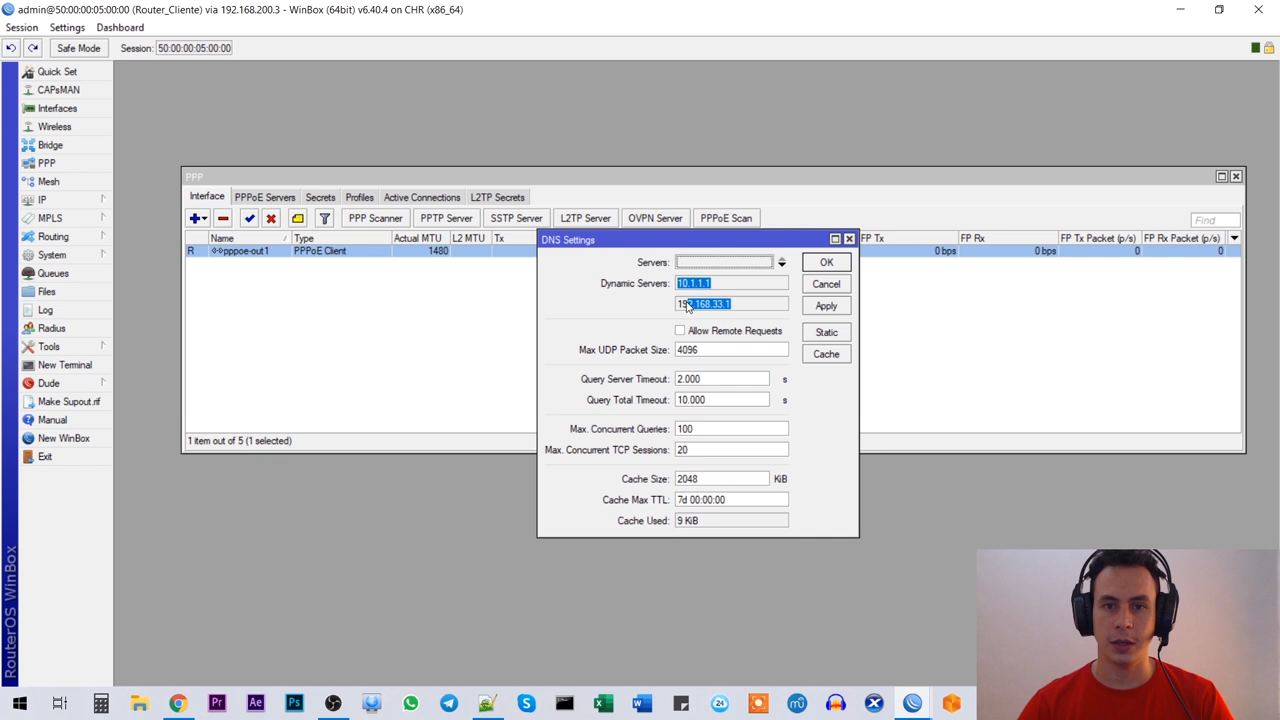 admin@50:00:00:05:00:00 (Router_Cliente) via 192.168.200.3 - WinBox (64bit) v6.40.4 on CHR (x86_64)
Session Settings Dashboard
Safe Mode Session: 50:00:00:05:00:00
Quick Set
CAPsMAN
Interfaces
Wireless
Bridge
PPP
Mesh
IP
MPLS
Routing
System
Queues
Files
Log
Radius
Tools
New Terminal
Dude
Make Supout.rif
Manual
New WinBox
Exit
RouterOS WinBox
PPP
Interface PPPoE Servers Secrets Profiles Active Connections L2TP Secrets
PPP Scanner PPTP Server SSTP Server L2TP Server OVPN Server PPPoE Scan Find
Name Type Actual MTU L2 MTU Tx FP Tx FP Rx FP Tx Packet (p/s) FP Rx Packet (p/s)
R pppoe-out1 PPPoE Client 1480 0 bps 0 bps 0 0
1 item out of 5 (1 selected)
DNS Settings
Servers: OK
Dynamic Servers: 10.1.1.1 Cancel
192.168.33.1 Apply
Allow Remote Requests Static
Max UDP Packet Size: 4096 Cache
Query Server Timeout: 2.000 s
Query Total Timeout: 10.000 s
Max. Concurrent Queries: 100
Max. Concurrent TCP Sessions: 20
Cache Size: 2048 KiB
Cache Max TTL: 7d 00:00:00
Cache Used: 9 KiB
Pr Ae Ps 24